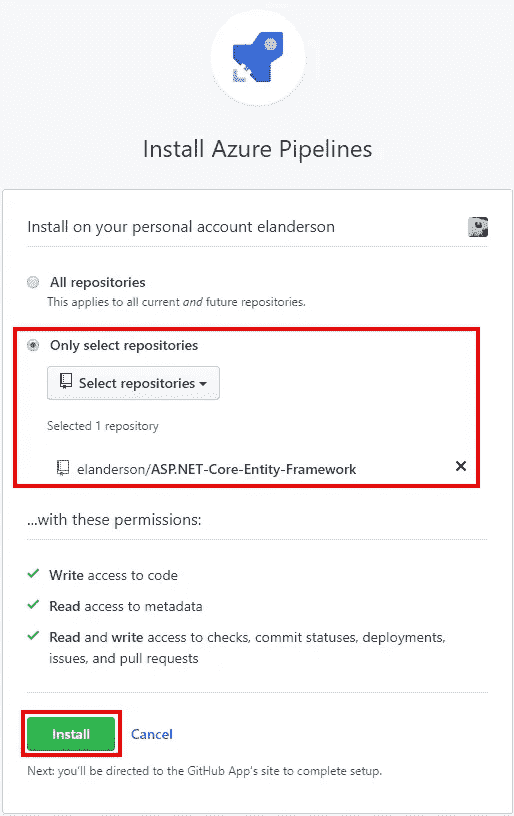 Install Azure Pipelines
Install on your personal account elanderson
All repositories
This applies to all current and future repositories.
Only select repositories
Select repositories
Selected 1 repository
elanderson/ASP.NET-Core-Entity-Framework
...with these permissions:
Write access to code
Read access to metadata
Read and write access to checks, commit statuses, deployments,
issues, and pull requests
Install Cancel
Next: you'll be directed to the GitHub App's site to complete setup.